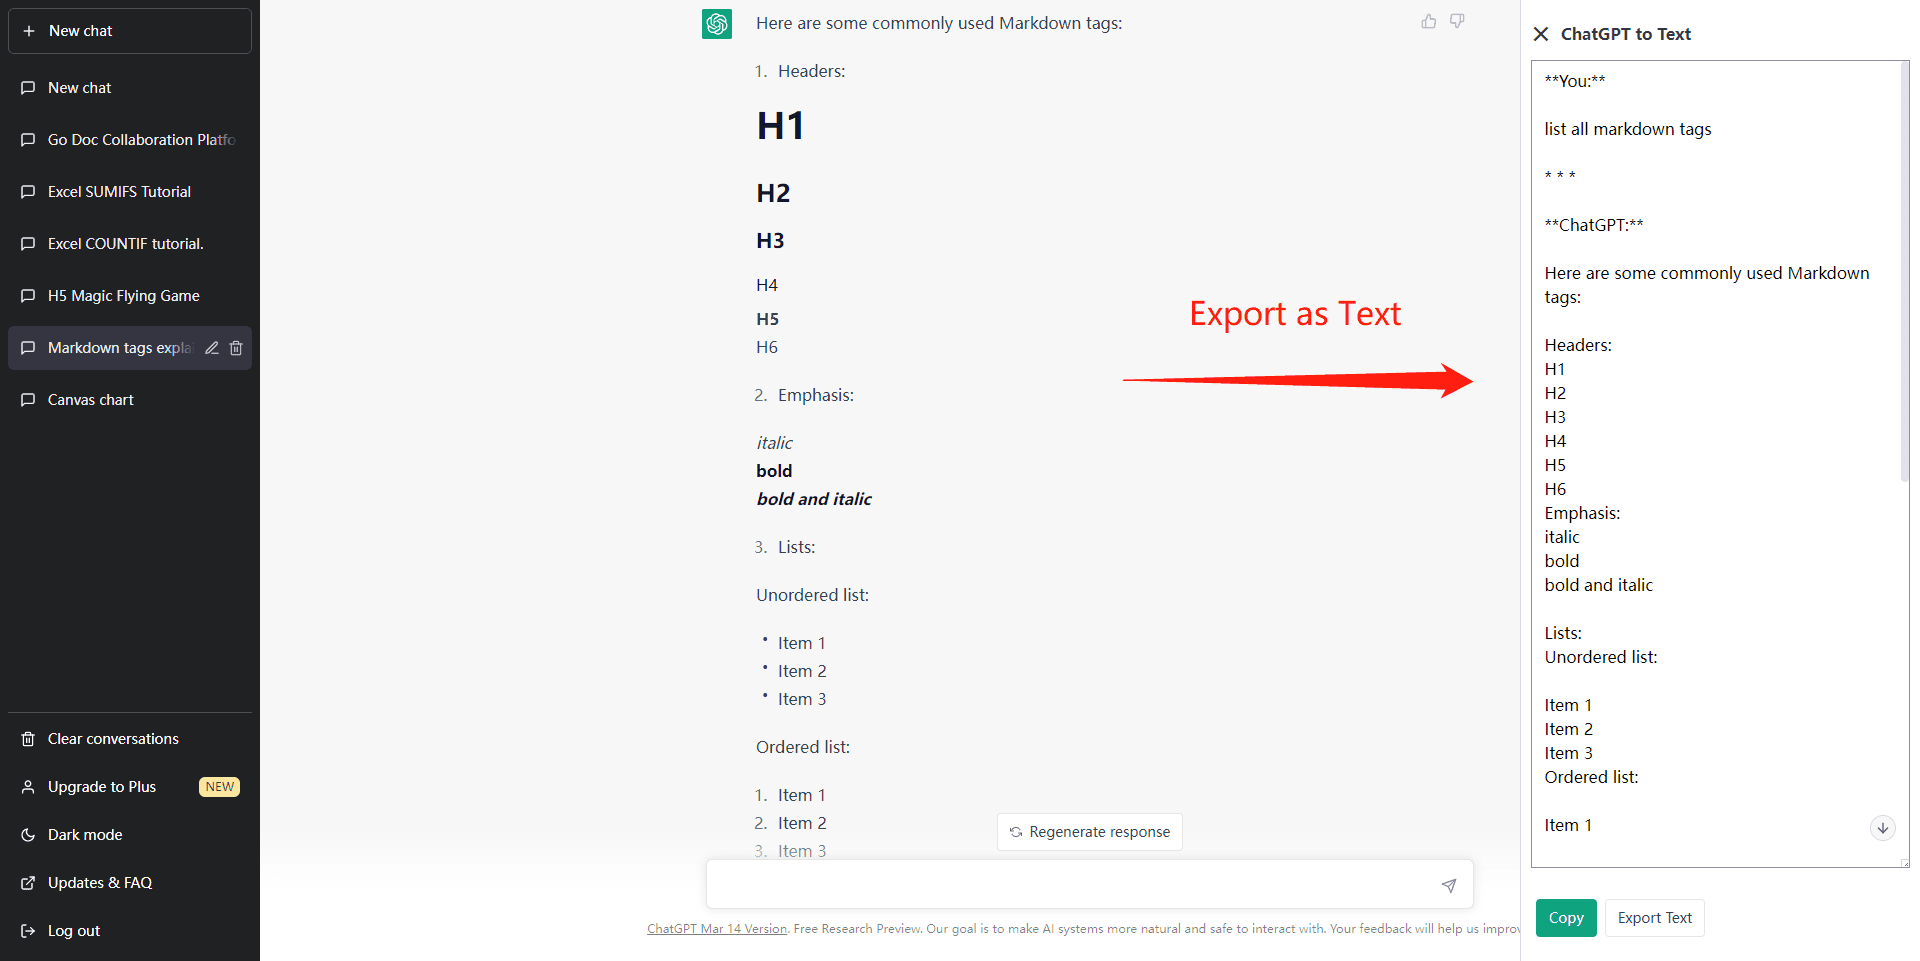 New chat
New chat
Go Doc Collaboration Platfo
Excel SUMIFS Tutorial
Excel COUNTIF tutorial.
H5 Magic Flying Game
Markdown tags expla
Canvas chart
Clear conversations
Upgrade to Plus NEW
Dark mode
Updates & FAQ
Log out
Here are some commonly used Markdown tags:
1. Headers:
H1
H2
H3
H4
H5
H6
2. Emphasis:
italic
bold
bold and italic
3. Lists:
Unordered list:
• Item 1
• Item 2
• Item 3
Ordered list:
1. Item 1
2. Item 2
3. Item 3
Regenerate response
ChatGPT Mar 14 Version. Free Research Preview. Our goal is to make AI systems more natural and safe to interact with. Your feedback will help us improv
Export as Text
ChatGPT to Text
**You:**
list all markdown tags
* * *
**ChatGPT:**
Here are some commonly used Markdown
tags:
Headers:
H1
H2
H3
H4
H5
H6
Emphasis:
italic
bold
bold and italic
Lists:
Unordered list:
Item 1
Item 2
Item 3
Ordered list:
Item 1
Copy
Export Text